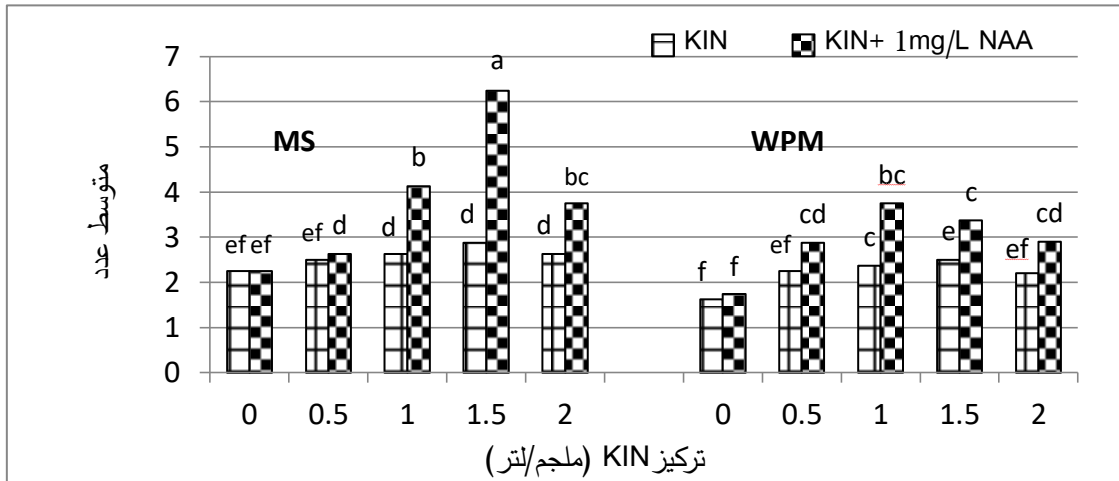 KIN KIN+ 1mg/L NAA
7
6
5
4
3
2
1
0
متوسط عدد
MS
WPM
ef ef ef d d b d a d bc
f f ef cd c bc e c ef cd
0 0.5 1 1.5 2 0 0.5 1 1.5 2
تركيز KIN (ملجم/لتر)